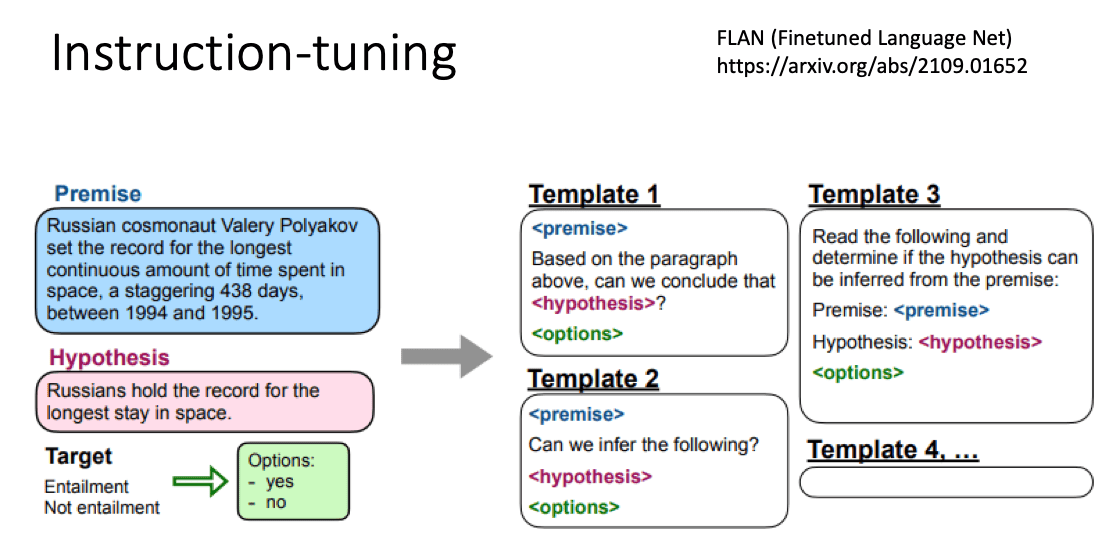 Instruction-tuning
FLAN (Finetuned Language Net)
https://arxiv.org/abs/2109.01652
Premise
Russian cosmonaut Valery Polyakov
set the record for the longest
continuous amount of time spent in
space, a staggering 438 days,
between 1994 and 1995.
Hypothesis
Russians hold the record for the
longest stay in space.
Target
Entailment
Not entailment
Options:
- yes
- no
Template 1
<premise>
Based on the paragraph
above, can we conclude that
<hypothesis>?
<options>
Template 2
<premise>
Can we infer the following?
<hypothesis>
<options>
Template 3
Read the following and
determine if the hypothesis can
be inferred from the premise:
Premise: <premise>
Hypothesis: <hypothesis>
<options>
Template 4, ...